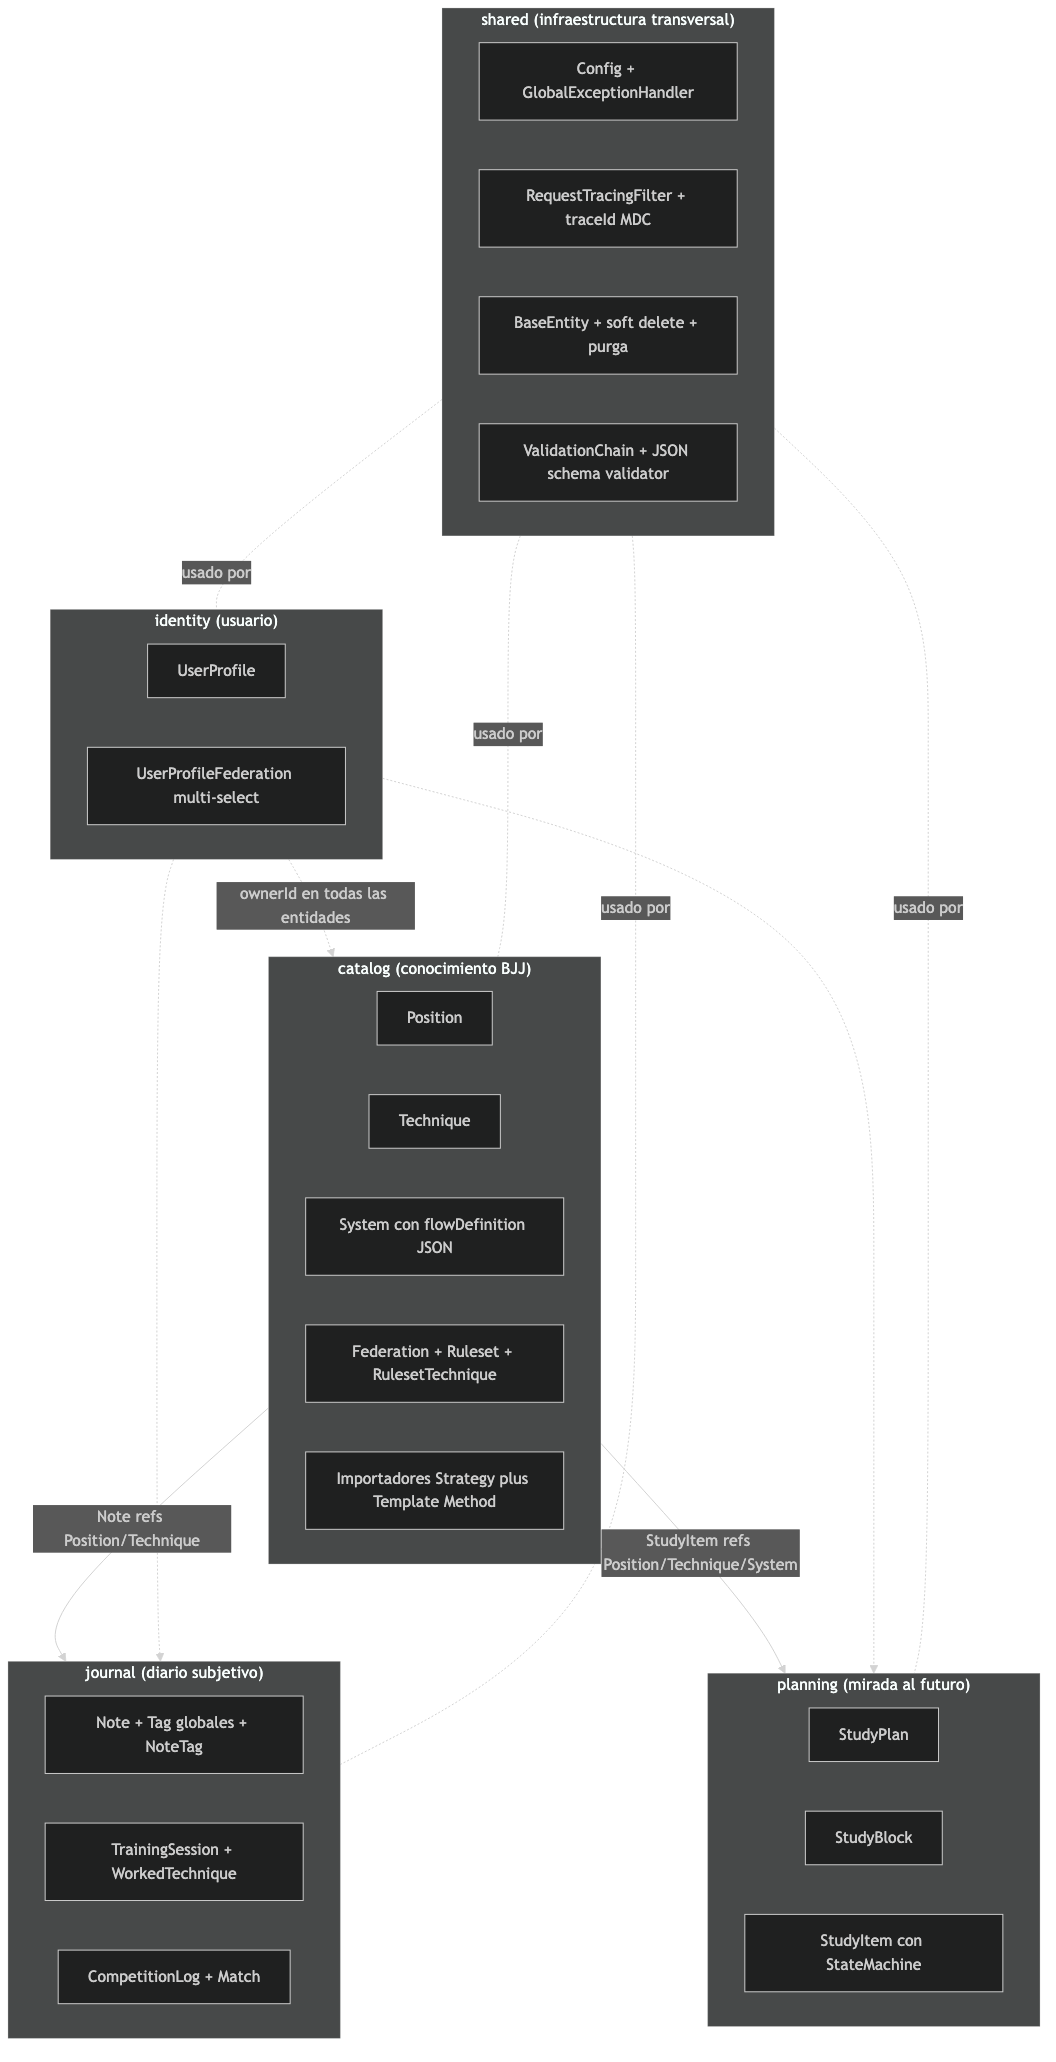 shared (infraestructura transversal)
Config +
GlobalExceptionHandler
RequestTracingFilter +
traceId MDC
BaseEntity + soft delete +
purga
ValidationChain + JSON
schema validator
usado por
identity (usuario)
UserProfile
UserProfileFederation
multi-select
usado por
ownerId en todas las
entidades
usado por
usado por
catalog (conocimiento BJJ)
Position
Technique
System con flowDefinition
JSON
Federation + Ruleset +
RulesetTechnique
Importadores Strategy plus
Template Method
Note refs
Position/Technique
StudyItem refs
Position/Technique/System
journal (diario subjetivo)
Note + Tag globales +
NoteTag
TrainingSession +
WorkedTechnique
CompetitionLog + Match
planning (mirada al futuro)
StudyPlan
StudyBlock
StudyItem con
StateMachine